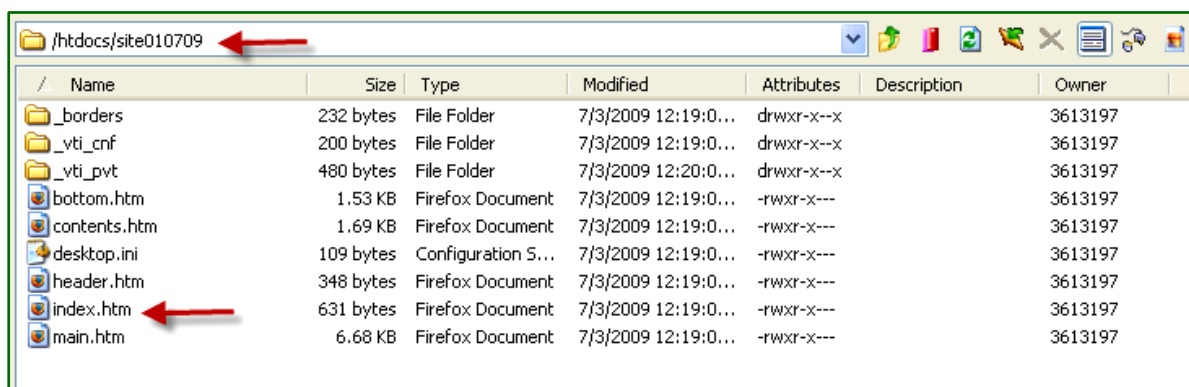 /htdocs/site010709
/ Name Size Type Modified Attributes Description Owner
_borders 232 bytes File Folder 7/3/2009 12:19:0... drwxr-x--x 3613197
_vti_cnf 200 bytes File Folder 7/3/2009 12:19:0... drwxr-x--x 3613197
_vti_pvt 480 bytes File Folder 7/3/2009 12:20:0... drwxr-x--x 3613197
bottom.htm 1.53 KB Firefox Document 7/3/2009 12:19:0... -rwxr-x--- 3613197
contents.htm 1.69 KB Firefox Document 7/3/2009 12:19:0... -rwxr-x--- 3613197
desktop.ini 109 bytes Configuration S... 7/3/2009 12:19:0... -rwxr-x--- 3613197
header.htm 348 bytes Firefox Document 7/3/2009 12:19:0... -rwxr-x--- 3613197
index.htm 631 bytes Firefox Document 7/3/2009 12:19:0... -rwxr-x--- 3613197
main.htm 6.68 KB Firefox Document 7/3/2009 12:19:0... -rwxr-x--- 3613197